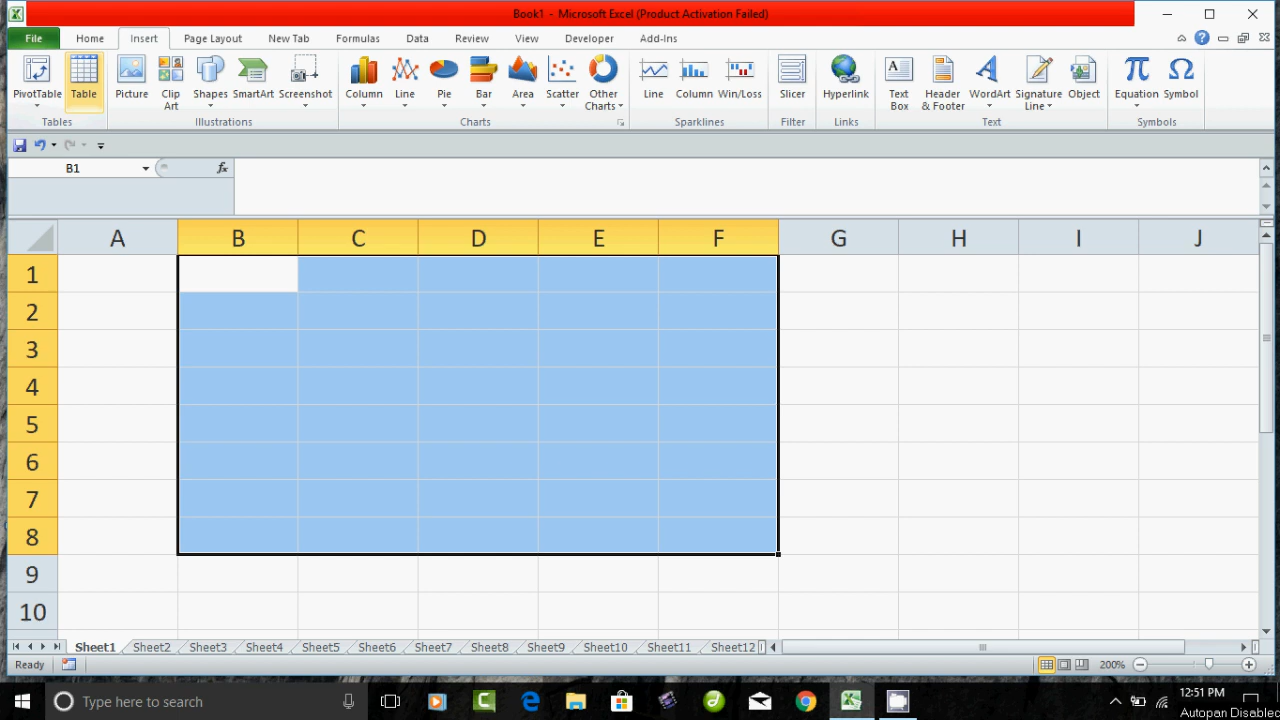 Book1 - Microsoft Excel (Product Activation Failed)
File Home Insert Page Layout New Tab Formulas Data Review View Developer Add-Ins
PivotTable Table Picture Clip Art Shapes SmartArt Screenshot Column Line Pie Bar Area Scatter Other Charts Line Column Win/Loss Slicer Hyperlink Text Box Header & Footer WordArt Signature Line Object Equation Symbol
Tables Illustrations Charts Sparklines Filter Links Text Symbols
B1 fx
A B C D E F G H I J
1
2
3
4
5
6
7
8
9
10
Sheet1 Sheet2 Sheet3 Sheet4 Sheet5 Sheet6 Sheet7 Sheet8 Sheet9 Sheet10 Sheet11 Sheet12
Ready 200%
Type here to search 12:51 PM
Autopan Disabled